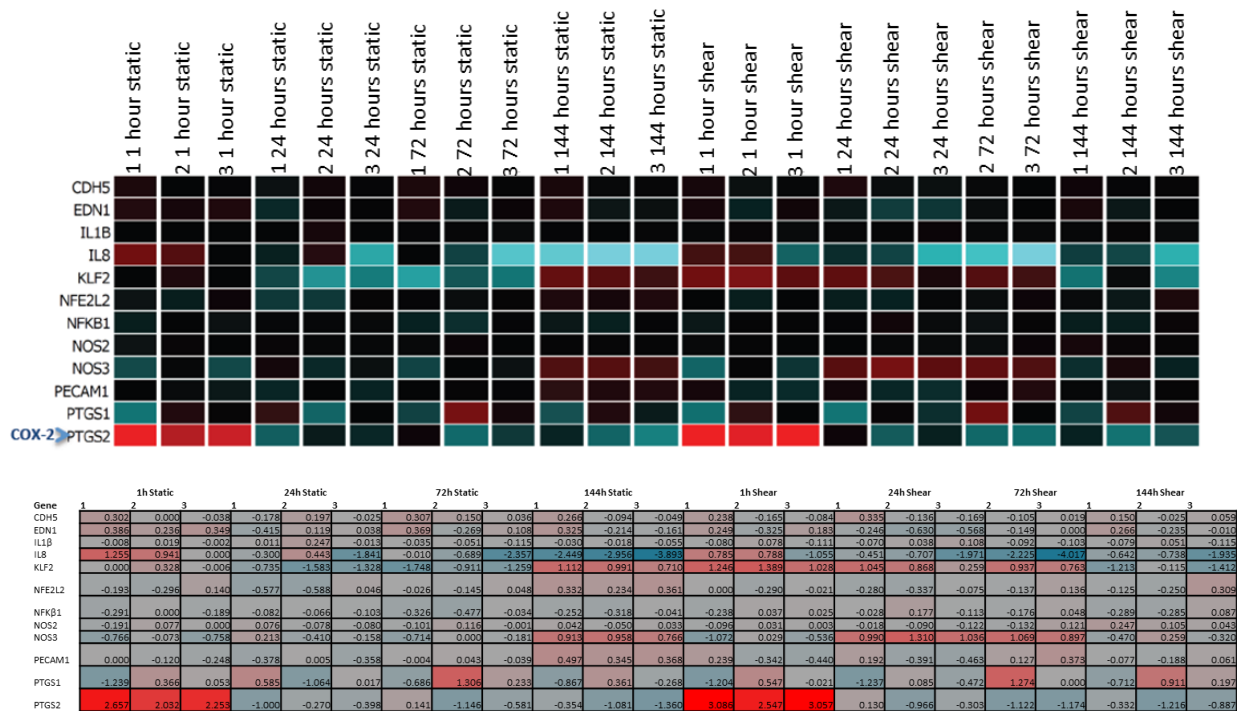 1 1 hour static
2 1 hour static
3 1 hour static
1 24 hours static
2 24 hours static
3 24 hours static
1 72 hours static
2 72 hours static
3 72 hours static
1 144 hours static
2 144 hours static
3 144 hours static
1 1 hour shear
2 1 hour shear
3 1 hour shear
1 24 hours shear
2 24 hours shear
3 24 hours shear
2 72 hours shear
3 72 hours shear
1 144 hours shear
2 144 hours shear
3 144 hours shear
CDH5
EDN1
IL1B
IL8
KLF2
NFE2L2
NFKB1
NOS2
NOS3
PECAM1
PTGS1
COX-2 PTGS2
1h Static 24h Static 72h Static 144h Static 1h Shear 24h Shear 72h Shear 144h Shear
Gene 1 2 3 1 2 3 1 2 3 1 2 3 1 2 3 1 2 3 2 3 1 2 3
CDH5 0.302 0.000 -0.038 -0.178 0.197 -0.025 0.307 0.150 0.036 0.266 -0.094 -0.049 0.238 -0.165 -0.084 0.335 -0.136 -0.169 -0.105 0.019 0.150 -0.025 0.059
EDN1 0.386 0.236 0.349 -0.415 0.119 0.038 0.369 -0.269 0.108 0.325 -0.214 -0.161 0.245 -0.325 0.183 -0.246 -0.630 -0.568 -0.149 0.000 0.266 -0.235 -0.010
IL1β -0.008 0.019 -0.002 0.011 0.247 -0.013 -0.035 -0.051 -0.115 -0.030 -0.018 -0.055 -0.080 0.078 -0.111 -0.070 0.038 0.108 -0.092 -0.103 -0.079 0.051 -0.115
IL8 1.255 0.941 0.000 -0.300 0.443 -1.841 -0.010 -0.689 -2.357 -2.449 -2.956 -3.893 0.785 0.788 -1.055 -0.451 -0.707 -1.971 -2.225 -4.017 -0.642 -0.738 -1.935
KLF2 0.000 0.328 -0.006 -0.735 -1.583 -1.328 -1.748 -0.911 -1.259 1.112 0.991 0.710 1.246 1.389 1.028 1.045 0.868 0.259 0.937 0.763 -1.213 -0.115 -1.412
NFE2L2 -0.193 -0.296 0.140 -0.577 -0.588 0.046 -0.026 -0.145 0.048 0.332 0.234 0.361 0.000 -0.290 -0.021 -0.280 -0.337 -0.075 -0.137 0.136 -0.125 -0.250 0.309
NFKβ1 -0.291 0.000 -0.189 -0.082 -0.066 -0.103 -0.326 -0.477 -0.034 -0.252 -0.318 -0.041 -0.238 0.037 0.025 -0.028 0.177 -0.113 -0.176 0.048 -0.289 -0.285 0.087
NOS2 -0.191 0.077 0.000 0.076 -0.078 -0.080 -0.101 0.116 -0.001 0.042 -0.050 0.033 -0.096 0.031 0.003 -0.018 -0.090 -0.122 -0.132 0.121 0.247 0.105 0.043
NOS3 -0.766 -0.073 -0.758 0.213 -0.410 -0.158 -0.714 0.000 -0.181 0.913 0.958 0.766 -1.072 0.029 -0.536 0.990 1.310 1.036 1.069 0.897 -0.470 0.259 -0.320
PECAM1 0.000 -0.120 -0.248 -0.378 0.005 -0.358 -0.004 0.043 -0.039 0.497 0.345 0.368 0.239 -0.342 -0.440 0.192 -0.391 -0.463 0.127 0.373 -0.077 -0.188 0.061
PTGS1 -1.239 0.366 0.053 0.585 -1.064 0.017 -0.686 1.306 0.233 -0.867 0.361 -0.268 -1.204 0.547 -0.021 -1.237 0.085 -0.472 1.274 0.000 -0.712 0.911 0.197
PTGS2 2.657 2.032 2.253 -1.000 -0.270 -0.398 0.141 -1.146 -0.581 -0.354 -1.081 -1.360 3.086 2.547 3.057 0.130 -0.966 -0.303 -1.122 -1.174 -0.332 -1.216 -0.887